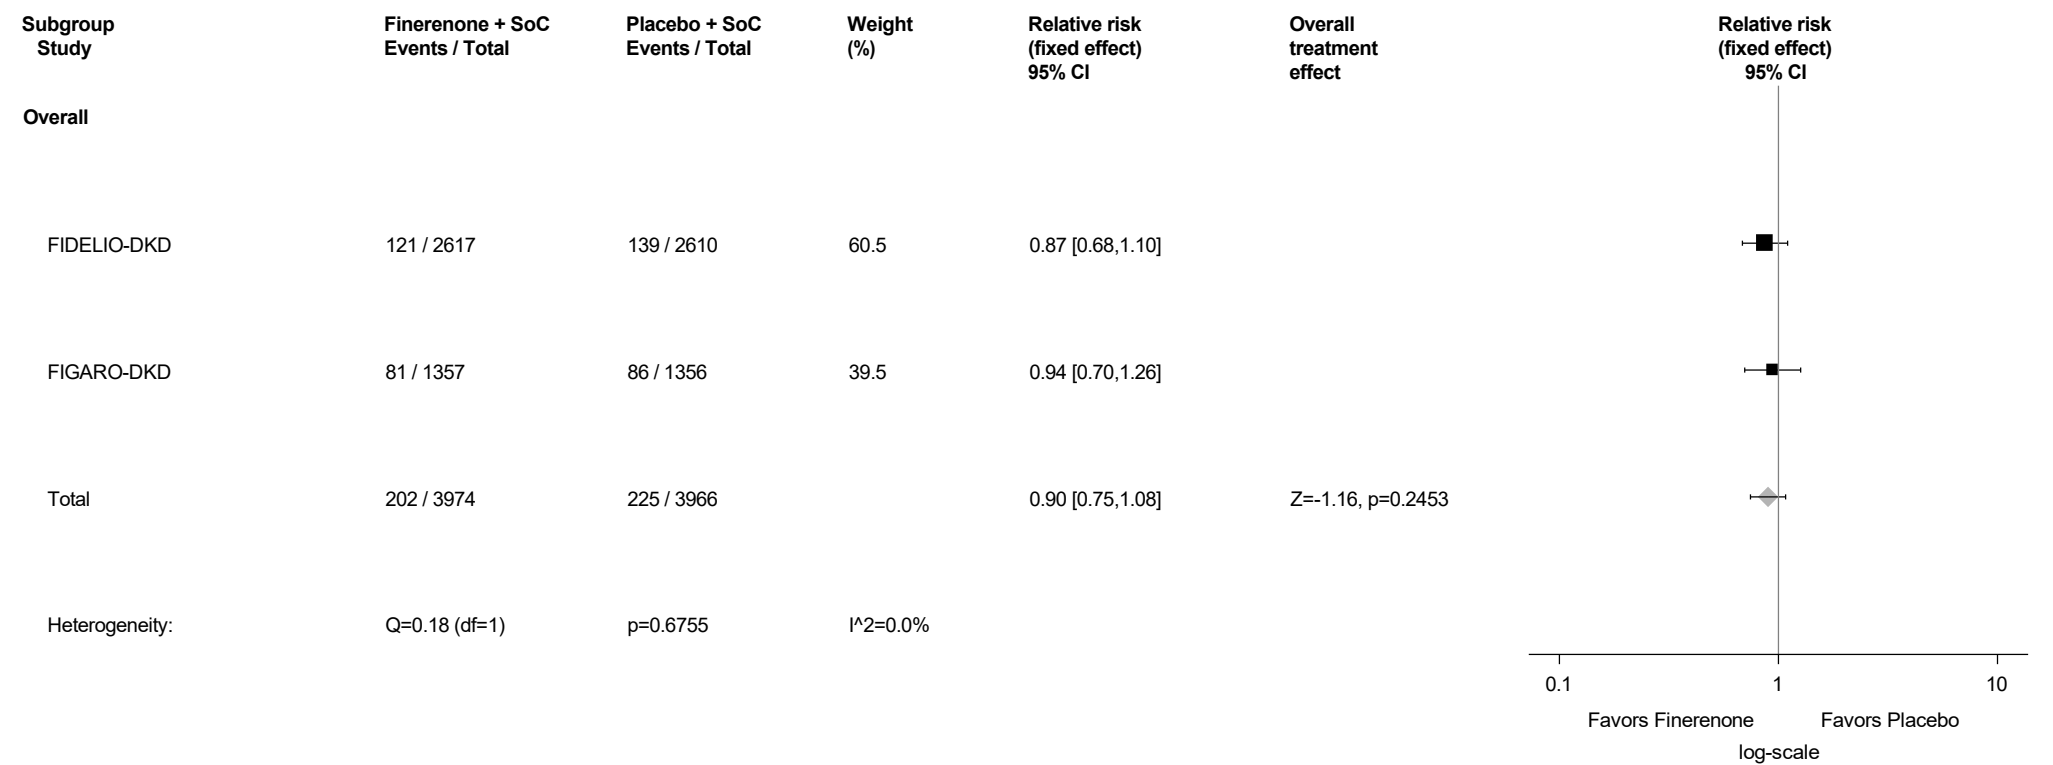 Subgroup Finerenone + SoC Placebo + SoC Weight Relative risk Overall Relative risk
Study Events / Total Events / Total (%) (fixed effect) treatment (fixed effect)
95% CI effect 95% CI
Overall
FIDELIO-DKD 121 / 2617 139 / 2610 60.5 0.87 [0.68,1.10]
FIGARO-DKD 81 / 1357 86 / 1356 39.5 0.94 [0.70,1.26]
Total 202 / 3974 225 / 3966 0.90 [0.75,1.08] Z=-1.16, p=0.2453
Heterogeneity: Q=0.18 (df=1) p=0.6755 I^2=0.0%
0.1 1 10
Favors Finerenone Favors Placebo
log-scale